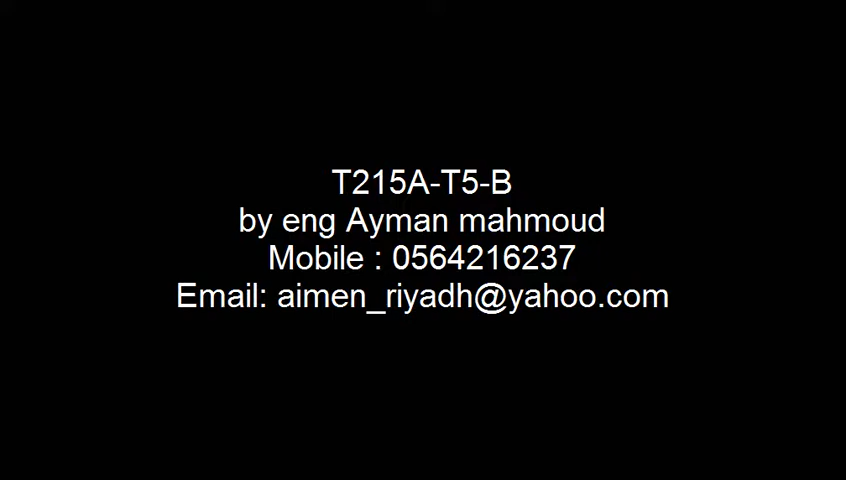 T215A-T5-B
by eng Ayman mahmoud
Mobile : 0564216237
Email: aimen_riyadh@yahoo.com